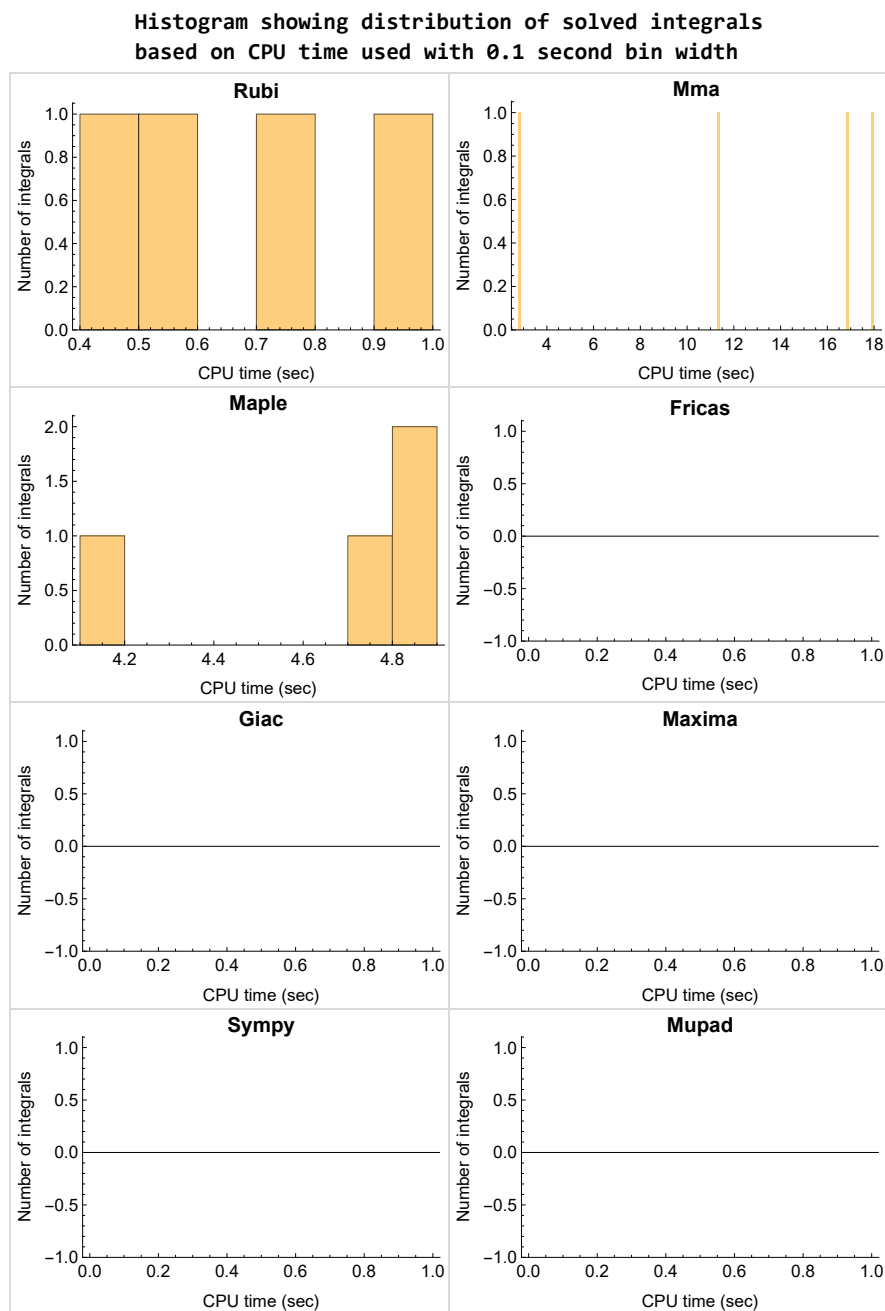 Histogram showing distribution of solved integrals
based on CPU time used with 0.1 second bin width
Rubi
Number of integrals
1.0
0.8
0.6
0.4
0.2
0.0
0.4 0.5 0.6 0.7 0.8 0.9 1.0
CPU time (sec)
Mma
Number of integrals
1.0
0.8
0.6
0.4
0.2
0.0
4 6 8 10 12 14 16 18
CPU time (sec)
Maple
Number of integrals
2.0
1.5
1.0
0.5
0.0
4.2 4.4 4.6 4.8
CPU time (sec)
Fricas
Number of integrals
1.0
0.5
0.0
−0.5
−1.0
0.0 0.2 0.4 0.6 0.8 1.0
CPU time (sec)
Giac
Number of integrals
1.0
0.5
0.0
−0.5
−1.0
0.0 0.2 0.4 0.6 0.8 1.0
CPU time (sec)
Maxima
Number of integrals
1.0
0.5
0.0
−0.5
−1.0
0.0 0.2 0.4 0.6 0.8 1.0
CPU time (sec)
Sympy
Number of integrals
1.0
0.5
0.0
−0.5
−1.0
0.0 0.2 0.4 0.6 0.8 1.0
CPU time (sec)
Mupad
Number of integrals
1.0
0.5
0.0
−0.5
−1.0
0.0 0.2 0.4 0.6 0.8 1.0
CPU time (sec)